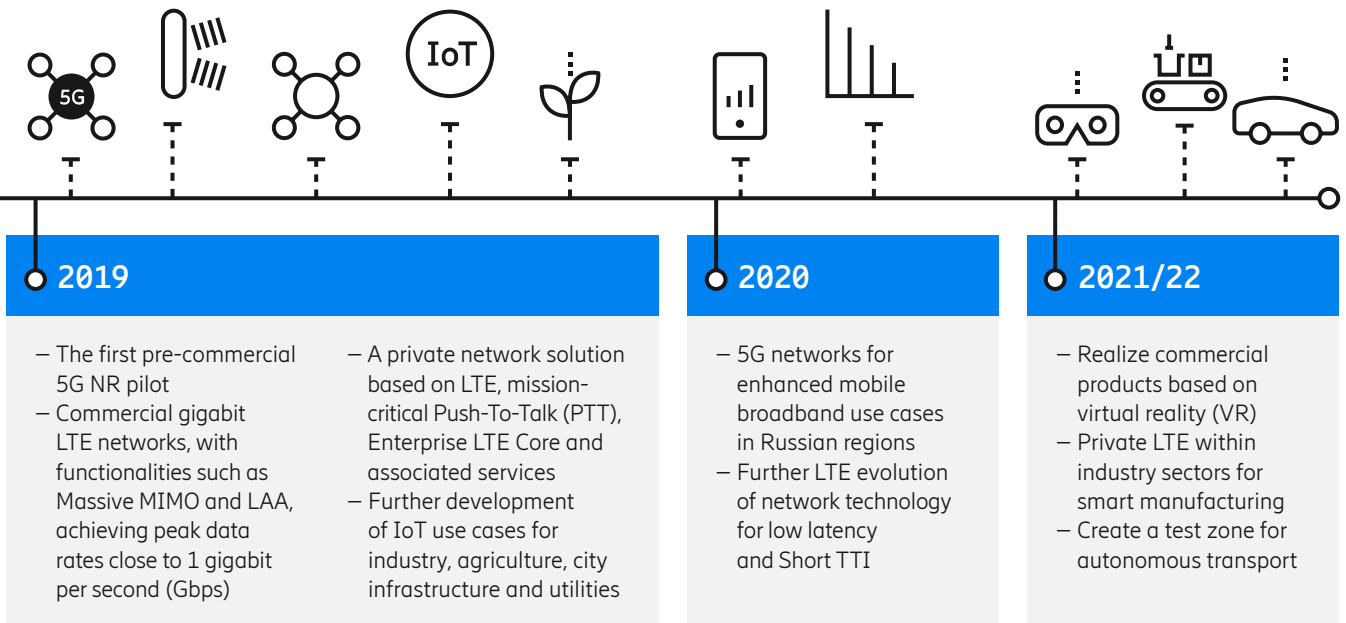 5G
IoT
2019
— The first pre-commercial
5G NR pilot
— Commercial gigabit
LTE networks, with
functionalities such as
Massive MIMO and LAA,
achieving peak data
rates close to 1 gigabit
per second (Gbps)
— A private network solution
based on LTE, mission-
critical Push-To-Talk (PTT),
Enterprise LTE Core and
associated services
— Further development
of IoT use cases for
industry, agriculture, city
infrastructure and utilities
2020
— 5G networks for
enhanced mobile
broadband use cases
in Russian regions
— Further LTE evolution
of network technology
for low latency
and Short TTI
2021/22
— Realize commercial
products based on
virtual reality (VR)
— Private LTE within
industry sectors for
smart manufacturing
— Create a test zone for
autonomous transport